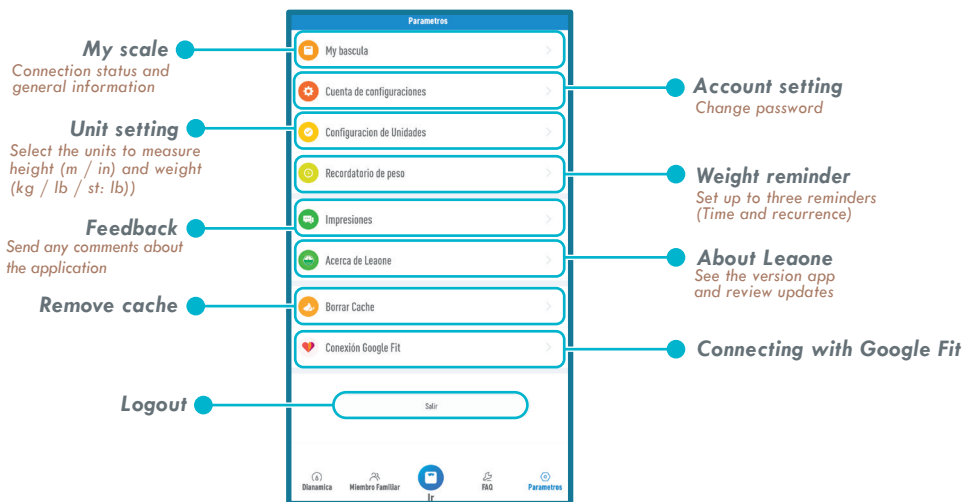 Parametros
My scale
Connection status and
general information
My bascula
Cuenta de configuraciones
Account setting
Change password
Unit setting
Select the units to measure
height (m / in) and weight
(kg / lb / st: lb))
Configuracion de Unidades
Recordatorio de peso
Weight reminder
Set up to three reminders
(Time and recurrence)
Feedback
Send any comments about
the application
Impresiones
Acerca de Leaone
About Leaone
See the version app
and review updates
Remove cache
Borrar Cache
Conexión Google Fit
Connecting with Google Fit
Logout
Salir
Dianamica
Miembro Familiar
Ir
FAQ
Parametros